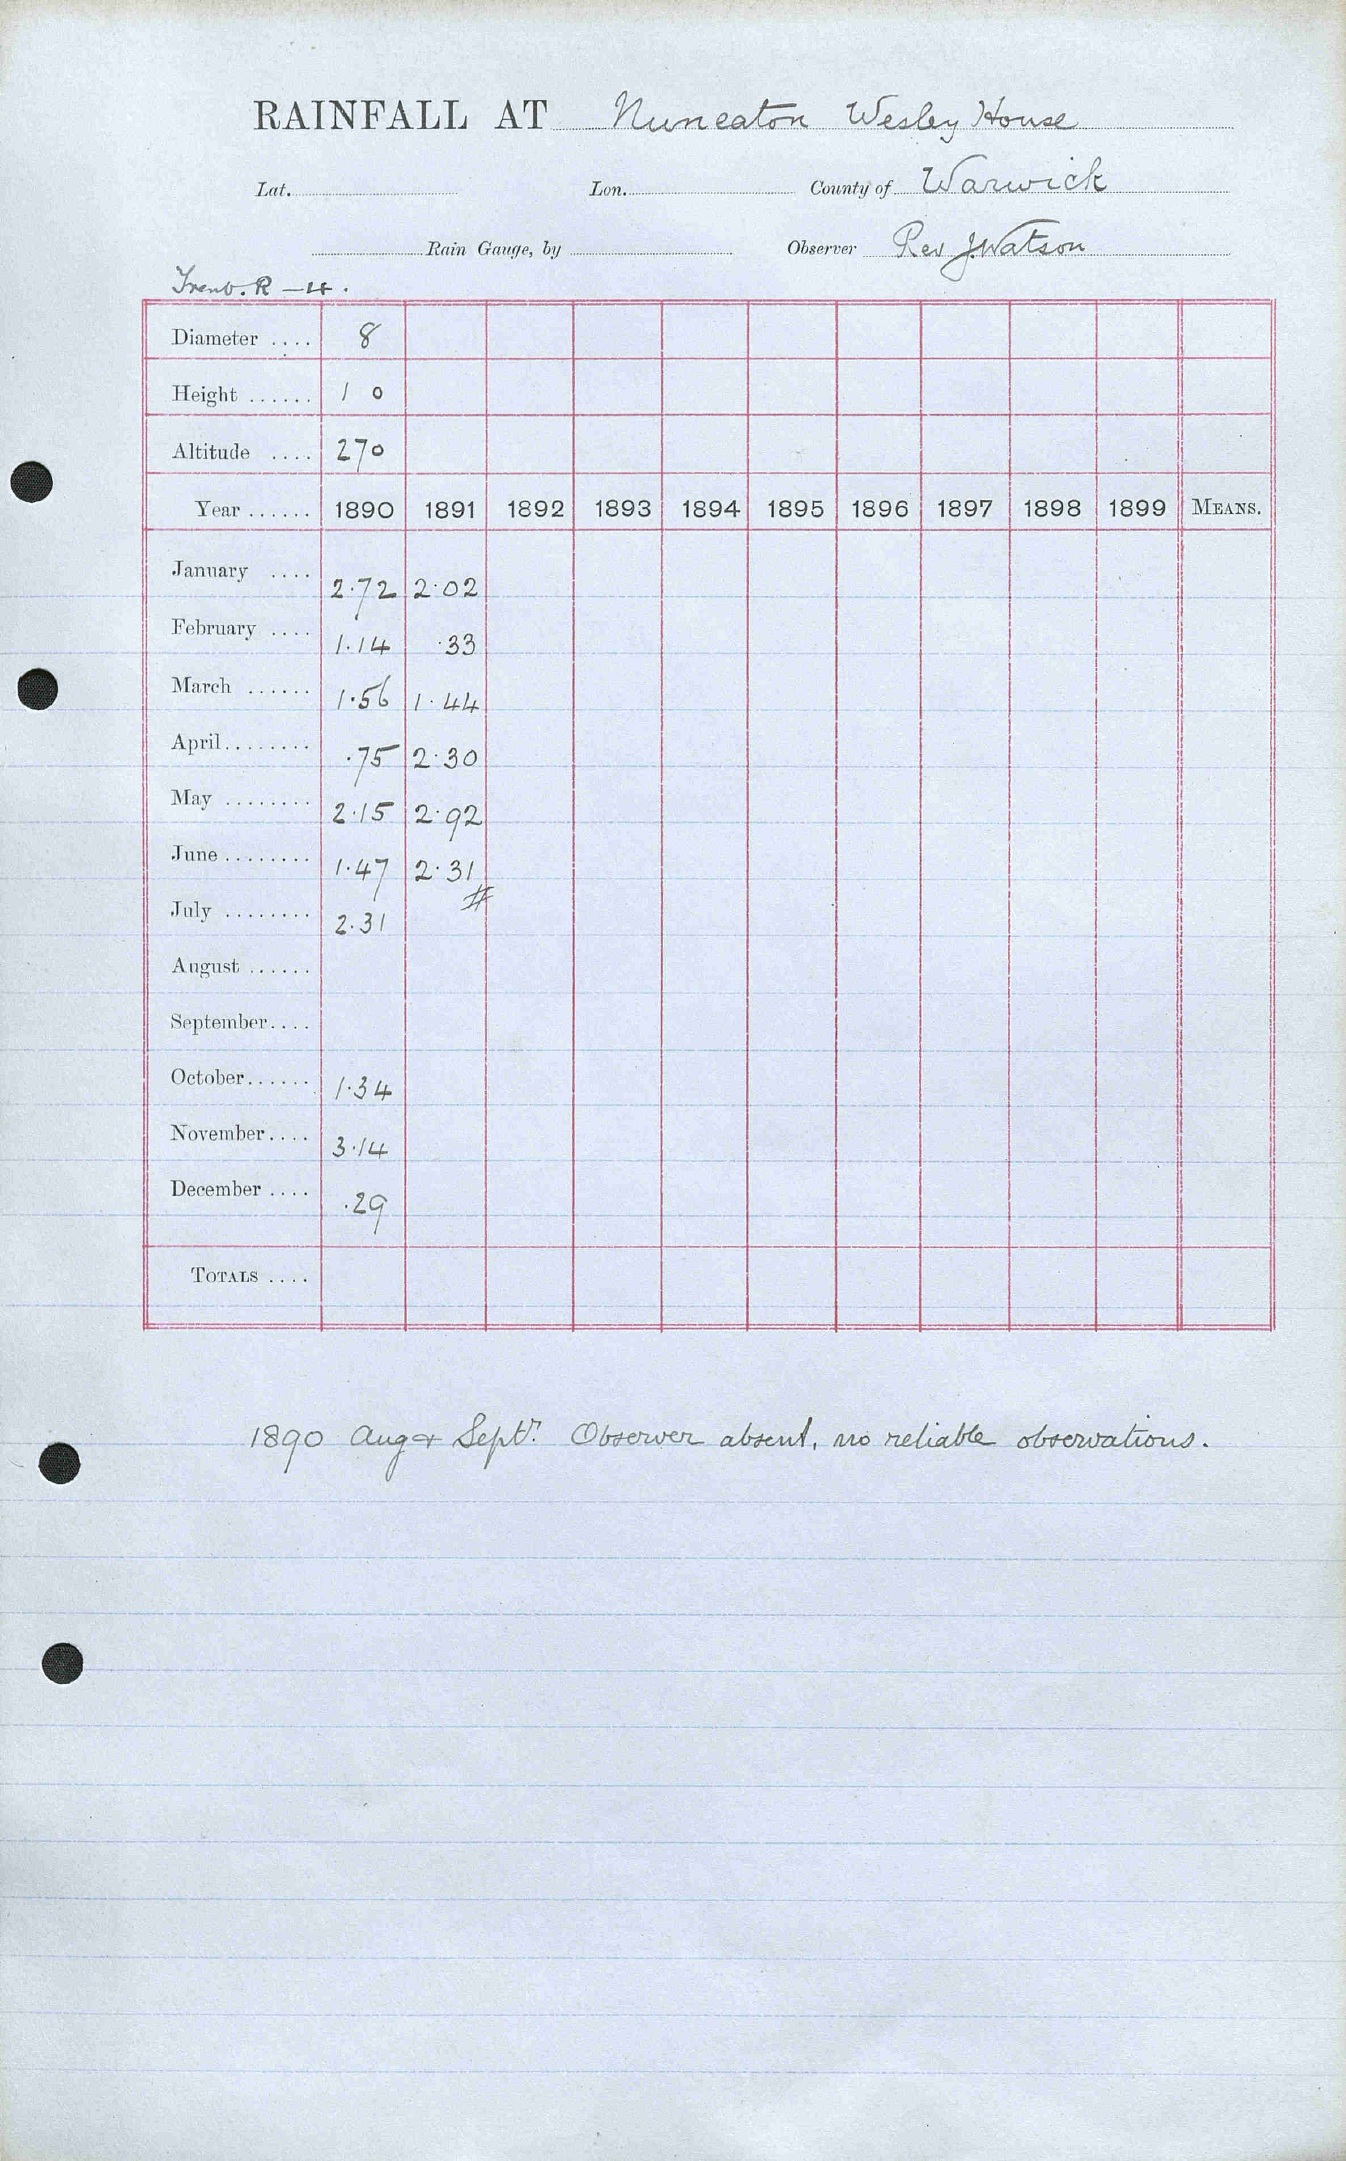 RAINFALL AT Nuneaton Wesley House
Lat. Lon. County of Warwick
Rain Gauge, by Observer Rev J. Watson
Trent. R – 4.
Diameter .... 8
Height ...... 1 0
Altitude .... 270
Year ...... 1890 1891 1892 1893 1894 1895 1896 1897 1898 1899 MEANS.
January .... 2.72 2.02
February .... 1.14 .33
March ...... 1.56 1.44
April ........ .75 2.30
May ........ 2.15 2.92
June ........ 1.47 2.31
July ........ 2.31 #
August ......
September ....
October ...... 1.34
November .... 3.14
December .... .29
TOTALS ....
1890 Aug & Septr. Observer absent, no reliable observations.